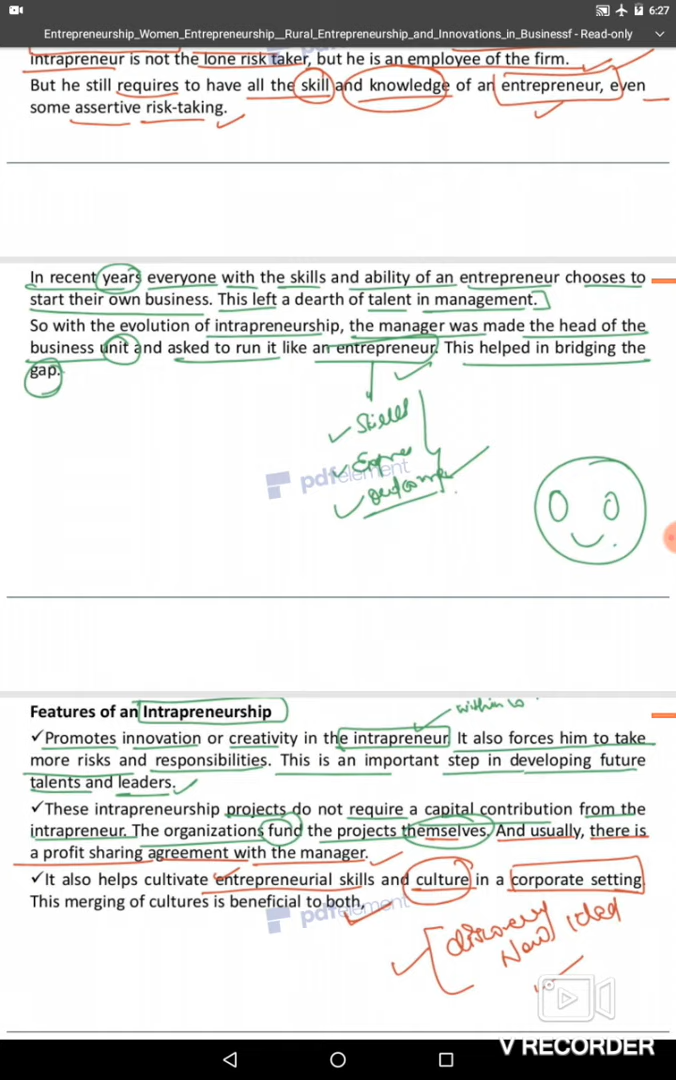 6:27
Entrepreneurship_Women_Entrepreneurship__Rural_Entrepreneurship_and_Innovations_in_Businessf - Read-only
Intrapreneur is not the lone risk taker, but he is an employee of the firm.
But he still requires to have all the skill and knowledge of an entrepreneur, even
some assertive risk-taking.
In recent years everyone with the skills and ability of an entrepreneur chooses to
start their own business. This left a dearth of talent in management.
So with the evolution of intrapreneurship, the manager was made the head of the
business unit and asked to run it like an entrepreneur. This helped in bridging the
gap.
outcome
pdfelement
Features of an Intrapreneurship
within
✓Promotes innovation or creativity in the intrapreneur. It also forces him to take
more risks and responsibilities. This is an important step in developing future
talents and leaders.
✓These intrapreneurship projects do not require a capital contribution from the
intrapreneur. The organizations fund the projects themselves. And usually, there is
a profit sharing agreement with the manager.
✓It also helps cultivate entrepreneurial skills and culture in a corporate setting.
This merging of cultures is beneficial to both.
pdfelement
discovery
New idea
V RECORDER